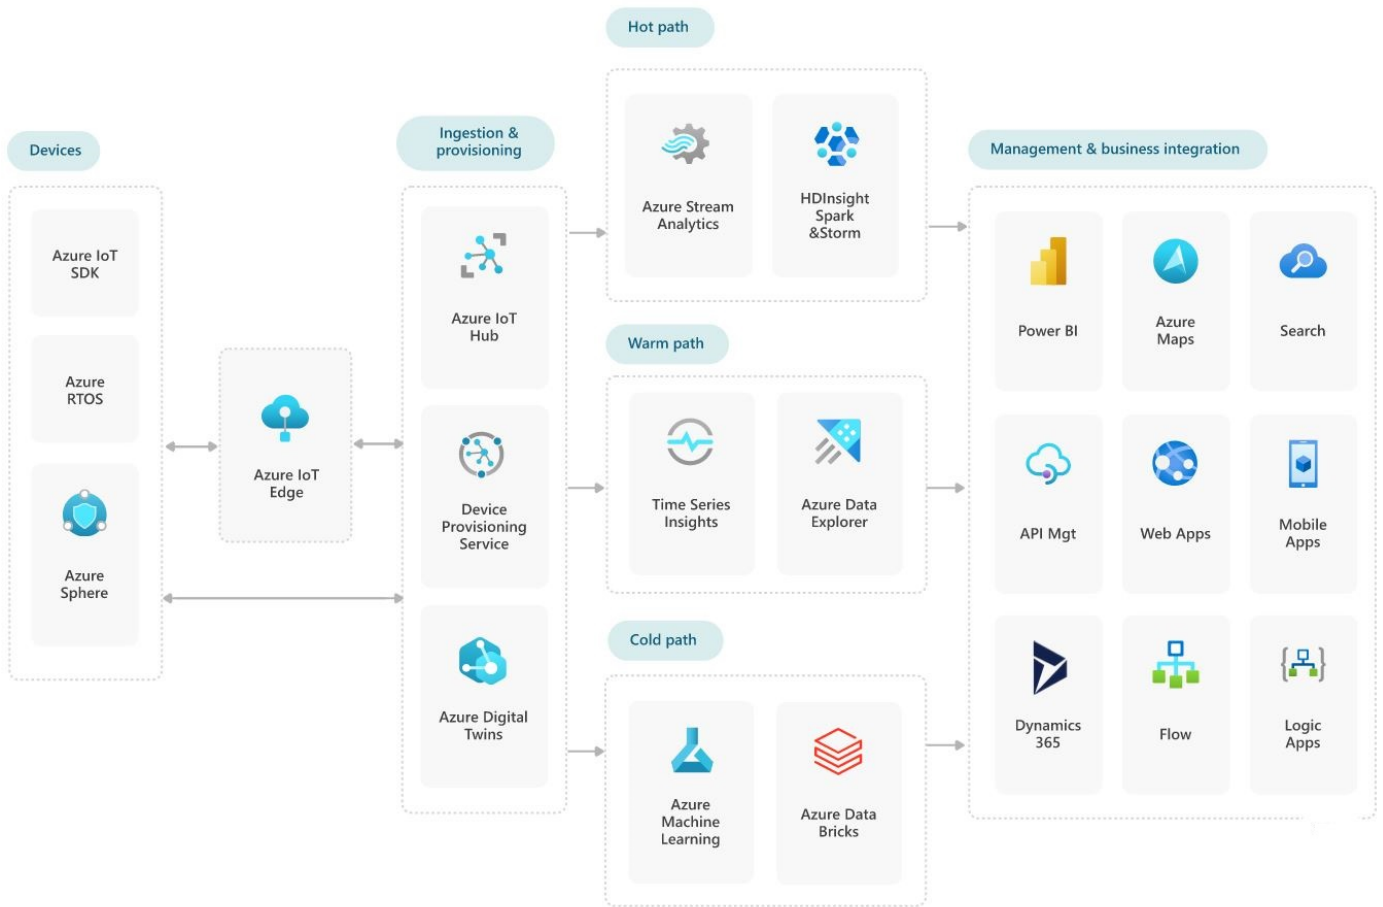 Devices
Azure IoT
SDK
Azure
RTOS
Azure
Sphere
Azure IoT
Edge
Ingestion &
provisioning
Azure IoT
Hub
Device
Provisioning
Service
Azure Digital
Twins
Hot path
Azure Stream
Analytics
HDInsight
Spark
&Storm
Warm path
Time Series
Insights
Azure Data
Explorer
Cold path
Azure
Machine
Learning
Azure Data
Bricks
Management & business integration
Power BI
Azure
Maps
Search
API Mgt
Web Apps
Mobile
Apps
Dynamics
365
Flow
Logic
Apps